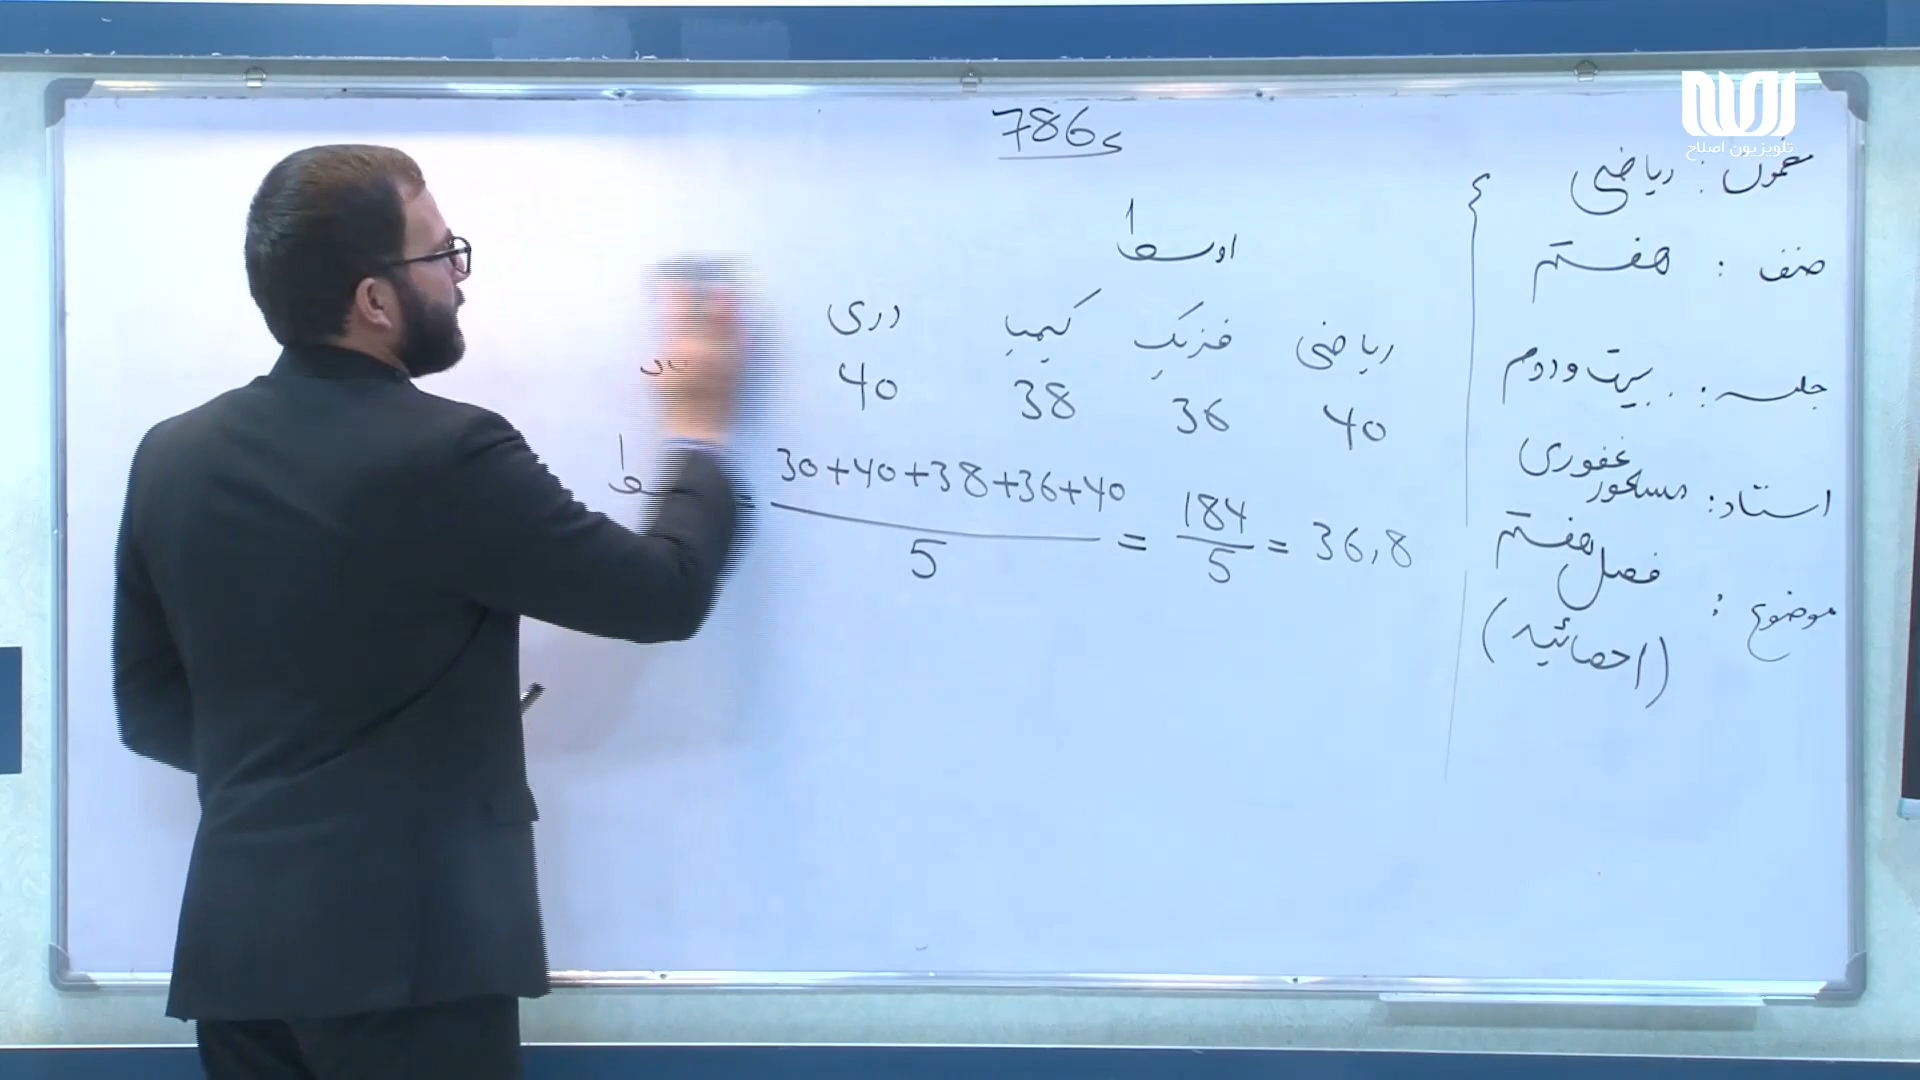 786
اوسط
ریاضی فزیک کیمیا دری
40 36 38 40
30+40+38+36+40
5
=
184
5
= 36,8
مضمون: ریاضی
صنف: هفتم
جلسه: بیست و دوم
استاد: غفوری
موضوع: فصل هفتم
(احصائیه)
تلویزیون اصلاح